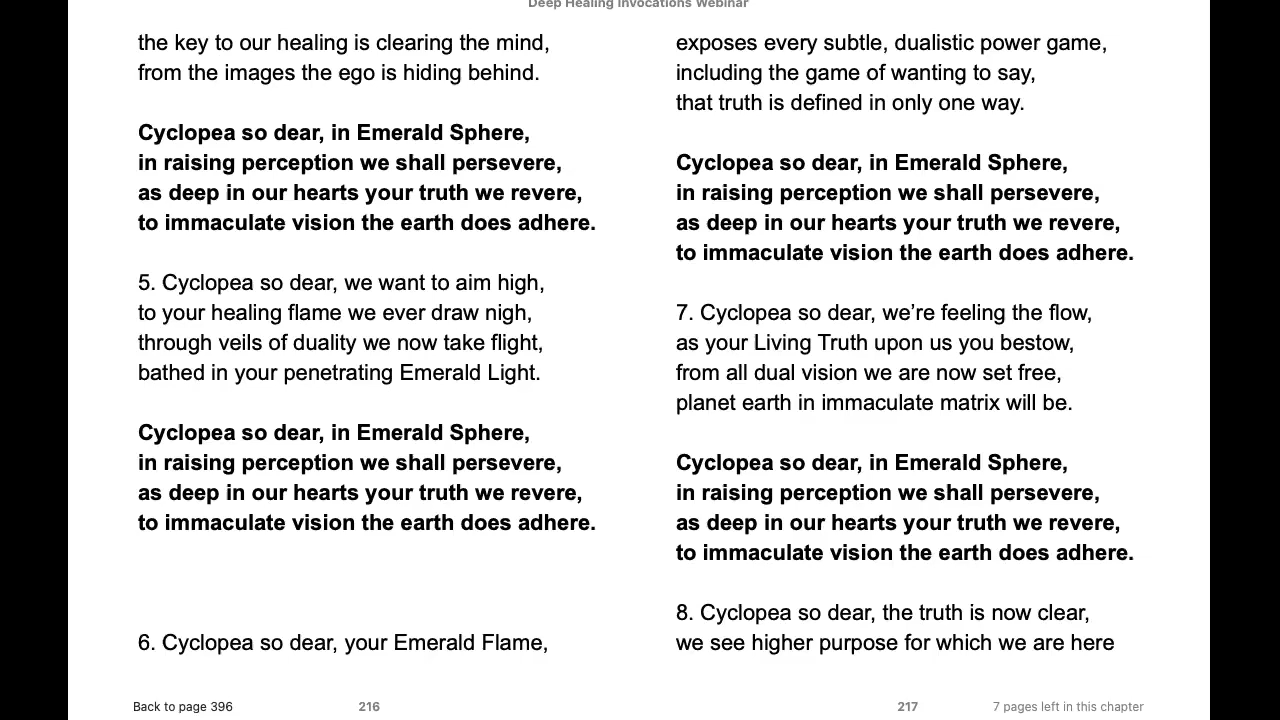 Deep Healing Invocations Webinar
the key to our healing is clearing the mind,
from the images the ego is hiding behind.
Cyclopea so dear, in Emerald Sphere,
in raising perception we shall persevere,
as deep in our hearts your truth we revere,
to immaculate vision the earth does adhere.
5. Cyclopea so dear, we want to aim high,
to your healing flame we ever draw nigh,
through veils of duality we now take flight,
bathed in your penetrating Emerald Light.
Cyclopea so dear, in Emerald Sphere,
in raising perception we shall persevere,
as deep in our hearts your truth we revere,
to immaculate vision the earth does adhere.
6. Cyclopea so dear, your Emerald Flame,
exposes every subtle, dualistic power game,
including the game of wanting to say,
that truth is defined in only one way.
Cyclopea so dear, in Emerald Sphere,
in raising perception we shall persevere,
as deep in our hearts your truth we revere,
to immaculate vision the earth does adhere.
7. Cyclopea so dear, we’re feeling the flow,
as your Living Truth upon us you bestow,
from all dual vision we are now set free,
planet earth in immaculate matrix will be.
Cyclopea so dear, in Emerald Sphere,
in raising perception we shall persevere,
as deep in our hearts your truth we revere,
to immaculate vision the earth does adhere.
8. Cyclopea so dear, the truth is now clear,
we see higher purpose for which we are here
Back to page 396
216
217
7 pages left in this chapter